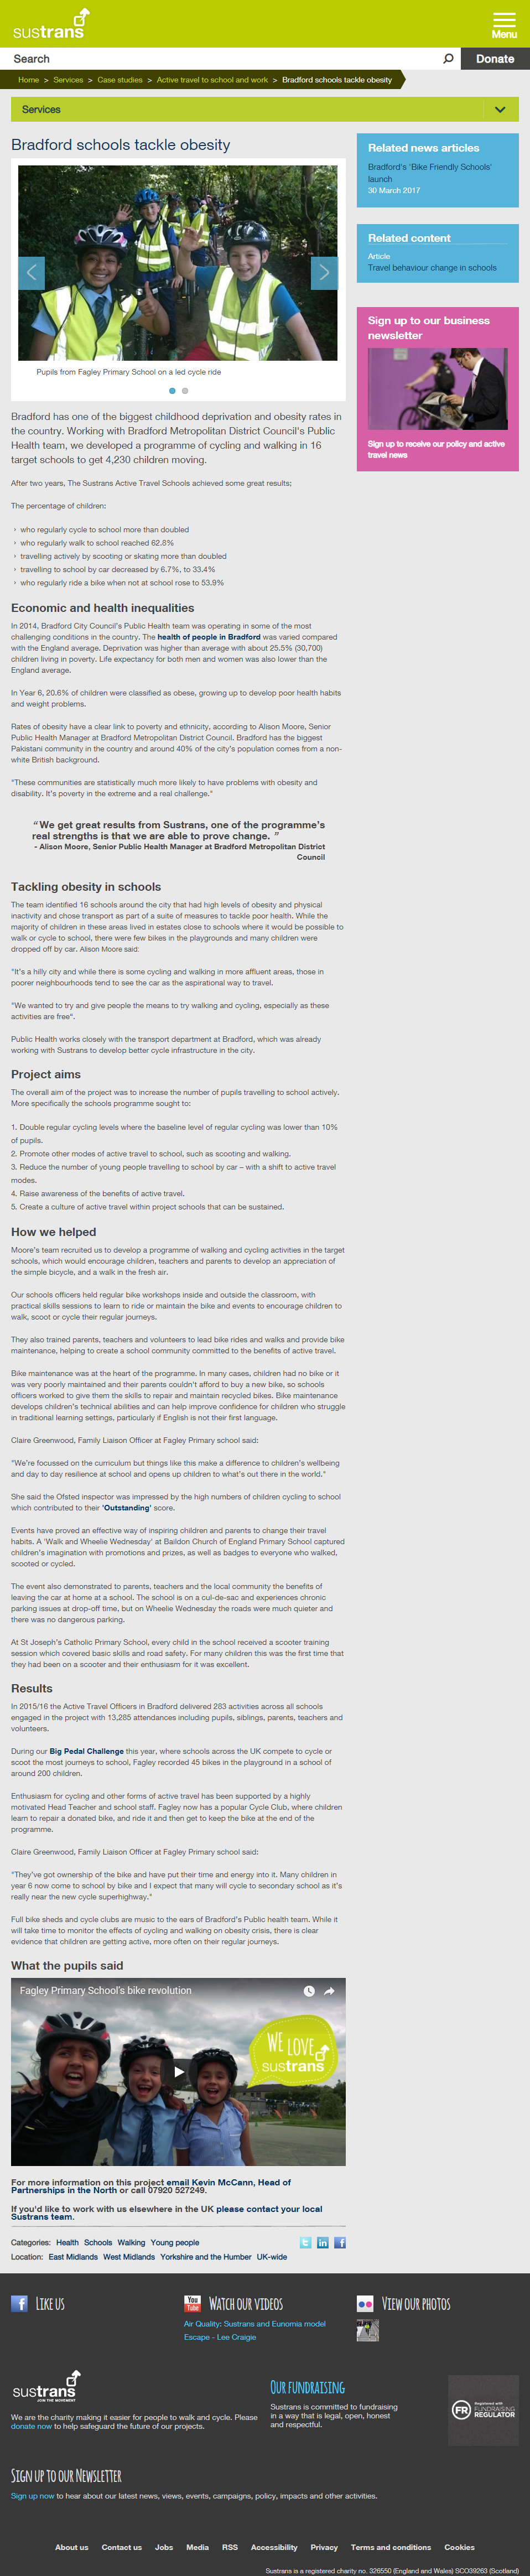 sustrans
Menu
Search
Donate
Home > Services > Case studies > Active travel to school and work > Bradford schools tackle obesity
Services
Bradford schools tackle obesity
Pupils from Fagley Primary School on a led cycle ride
Bradford has one of the biggest childhood deprivation and obesity rates in
the country. Working with Bradford Metropolitan District Council's Public
Health team, we developed a programme of cycling and walking in 16
target schools to get 4,230 children moving.
After two years, The Sustrans Active Travel Schools achieved some great results;
The percentage of children:
who regularly cycle to school more than doubled
who regularly walk to school reached 62.8%
travelling actively by scooting or skating more than doubled
travelling to school by car decreased by 6.7%, to 33.4%
who regularly ride a bike when not at school rose to 53.9%
Economic and health inequalities
In 2014, Bradford City Council's Public Health team was operating in some of the most
challenging conditions in the country. The health of people in Bradford was varied compared
with the England average. Deprivation was higher than average with about 25.5% (30,700)
children living in poverty. Life expectancy for both men and women was also lower than the
England average.
In Year 6, 20.6% of children were classified as obese, growing up to develop poor health habits
and weight problems.
Rates of obesity have a clear link to poverty and ethnicity, according to Alison Moore, Senior
Public Health Manager at Bradford Metropolitan District Council. Bradford has the biggest
Pakistani community in the country and around 40% of the city's population comes from a non-
white British background.
"These communities are statistically much more likely to have problems with obesity and
disability. It's poverty in the extreme and a real challenge."
“ We get great results from Sustrans, one of the programme's
real strengths is that we are able to prove change. ”
- Alison Moore, Senior Public Health Manager at Bradford Metropolitan District
Council
Tackling obesity in schools
The team identified 16 schools around the city that had high levels of obesity and physical
inactivity and chose transport as part of a suite of measures to tackle poor health. While the
majority of children in these areas lived in estates close to schools where it would be possible to
walk or cycle to school, there were few bikes in the playgrounds and many children were
dropped off by car. Alison Moore said:
"It's a hilly city and while there is some cycling and walking in more affluent areas, those in
poorer neighbourhoods tend to see the car as the aspirational way to travel.
"We wanted to try and give people the means to try walking and cycling, especially as these
activities are free".
Public Health works closely with the transport department at Bradford, which was already
working with Sustrans to develop better cycle infrastructure in the city.
Project aims
The overall aim of the project was to increase the number of pupils travelling to school actively.
More specifically the schools programme sought to:
1. Double regular cycling levels where the baseline level of regular cycling was lower than 10%
of pupils.
2. Promote other modes of active travel to school, such as scooting and walking.
3. Reduce the number of young people travelling to school by car – with a shift to active travel
modes.
4. Raise awareness of the benefits of active travel.
5. Create a culture of active travel within project schools that can be sustained.
How we helped
Moore's team recruited us to develop a programme of walking and cycling activities in the target
schools, which would encourage children, teachers and parents to develop an appreciation of
the simple bicycle, and a walk in the fresh air.
Our schools officers held regular bike workshops inside and outside the classroom, with
practical skills sessions to learn to ride or maintain the bike and events to encourage children to
walk, scoot or cycle their regular journeys.
They also trained parents, teachers and volunteers to lead bike rides and walks and provide bike
maintenance, helping to create a school community committed to the benefits of active travel.
Bike maintenance was at the heart of the programme. In many cases, children had no bike or it
was very poorly maintained and their parents couldn't afford to buy a new bike, so schools
officers worked to give them the skills to repair and maintain recycled bikes. Bike maintenance
develops children's technical abilities and can help improve confidence for children who struggle
in traditional learning settings, particularly if English is not their first language.
Claire Greenwood, Family Liaison Officer at Fagley Primary school said:
"We're focussed on the curriculum but things like this make a difference to children's wellbeing
and day to day resilience at school and opens up children to what's out there in the world."
She said the Ofsted inspector was impressed by the high numbers of children cycling to school
which contributed to their 'Outstanding' score.
Events have proved an effective way of inspiring children and parents to change their travel
habits. A 'Walk and Wheelie Wednesday' at Baildon Church of England Primary School captured
children's imagination with promotions and prizes, as well as badges to everyone who walked,
scooted or cycled.
The event also demonstrated to parents, teachers and the local community the benefits of
leaving the car at home at a school. The school is on a cul-de-sac and experiences chronic
parking issues at drop-off time, but on Wheelie Wednesday the roads were much quieter and
there was no dangerous parking.
At St Joseph's Catholic Primary School, every child in the school received a scooter training
session which covered basic skills and road safety. For many children this was the first time that
they had been on a scooter and their enthusiasm for it was excellent.
Results
In 2015/16 the Active Travel Officers in Bradford delivered 283 activities across all schools
engaged in the project with 13,285 attendances including pupils, siblings, parents, teachers and
volunteers.
During our Big Pedal Challenge this year, where schools across the UK compete to cycle or
scoot the most journeys to school, Fagley recorded 45 bikes in the playground in a school of
around 200 children.
Enthusiasm for cycling and other forms of active travel has been supported by a highly
motivated Head Teacher and school staff. Fagley now has a popular Cycle Club, where children
learn to repair a donated bike, and ride it and then get to keep the bike at the end of the
programme.
Claire Greenwood, Family Liaison Officer at Fagley Primary school said:
"They've got ownership of the bike and have put their time and energy into it. Many children in
year 6 now come to school by bike and I expect that many will cycle to secondary school as it's
really near the new cycle superhighway."
Full bike sheds and cycle clubs are music to the ears of Bradford's Public health team. While it
will take time to monitor the effects of cycling and walking on obesity crisis, there is clear
evidence that children are getting active, more often on their regular journeys.
What the pupils said
Fagley Primary School's bike revolution
WE LOVE
sustrans
For more information on this project email Kevin McCann, Head of
Partnerships in the North or call 07920 527249.
If you'd like to work with us elsewhere in the UK please contact your local
Sustrans team.
Categories: Health Schools Walking Young people
Location: East Midlands West Midlands Yorkshire and the Humber UK-wide
Related news articles
Bradford's 'Bike Friendly Schools'
launch
30 March 2017
Related content
Article
Travel behaviour change in schools
Sign up to our business
newsletter
Sign up to receive our policy and active
travel news
Like us
You Tube
Watch our videos
Air Quality: Sustrans and Eunomia model
Escape - Lee Craigie
View our photos
sustrans
JOIN THE MOVEMENT
We are the charity making it easier for people to walk and cycle. Please
donate now to help safeguard the future of our projects.
Our fundraising
Sustrans is committed to fundraising
in a way that is legal, open, honest
and respectful.
FR
Registered with
FUNDRAISING
REGULATOR
Sign up to our Newsletter
Sign up now to hear about our latest news, views, events, campaigns, policy, impacts and other activities.
About us Contact us Jobs Media RSS Accessibility Privacy Terms and conditions Cookies
Sustrans is a registered charity no. 326550 (England and Wales) SCO39263 (Scotland)